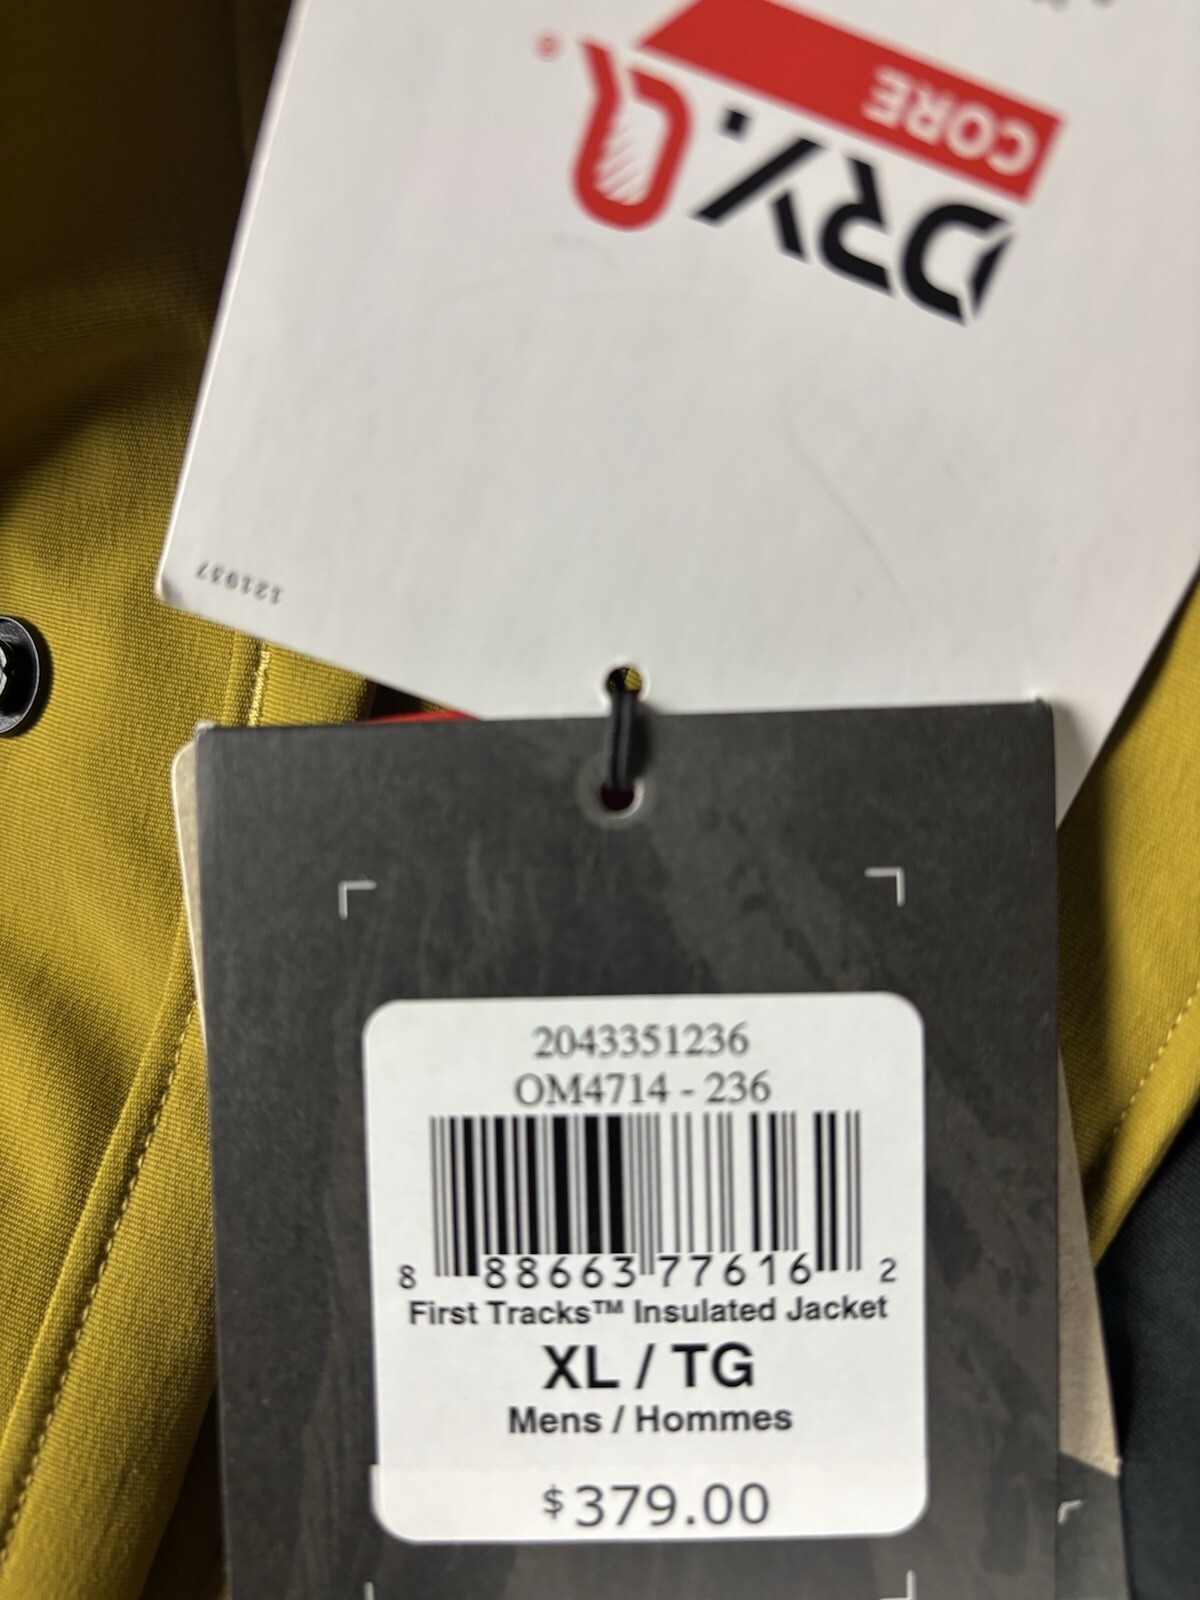 CORE
DRY.Q
®
121937
2043351236
OM4714 - 236
8 88663 77616 2
First Tracks™ Insulated Jacket
XL / TG
Mens / Hommes
$379.00